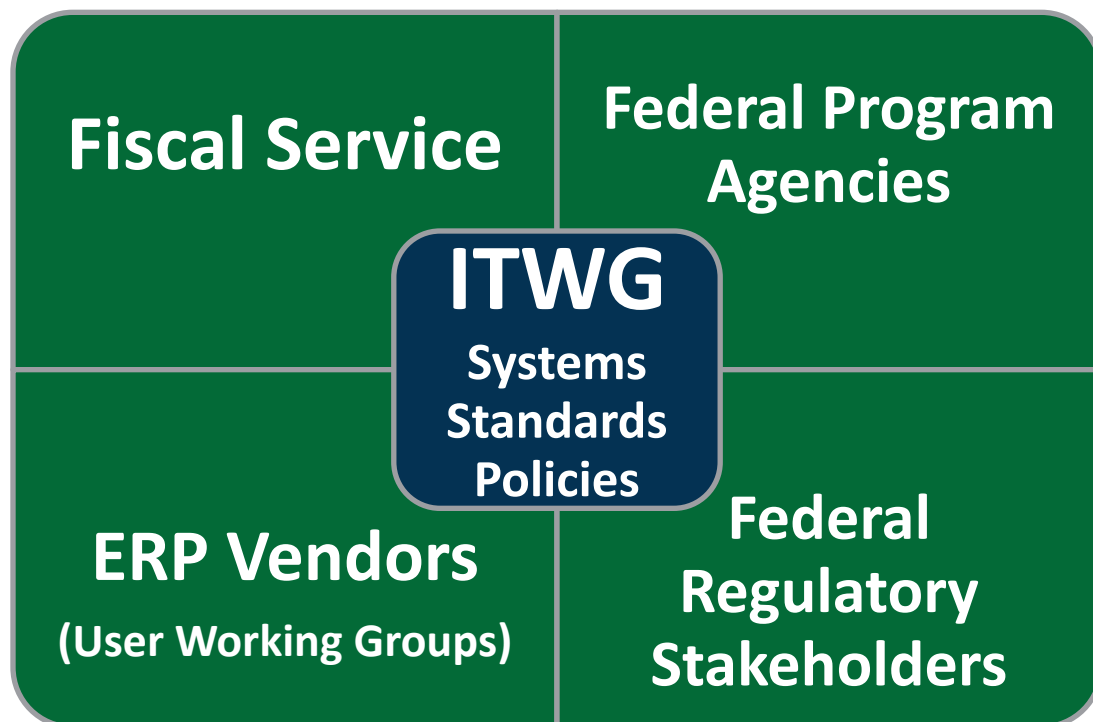 Fiscal Service
Federal Program
Agencies
ITWG
Systems
Standards
Policies
ERP Vendors
(User Working Groups)
Federal
Regulatory
Stakeholders